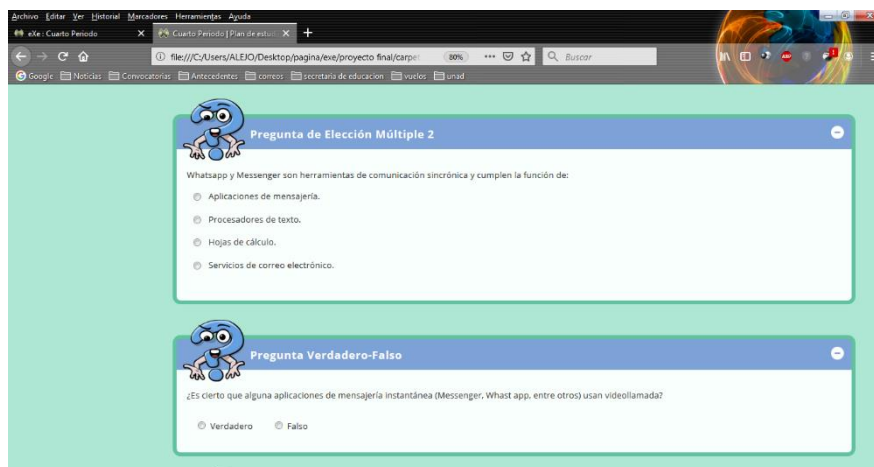 Archivo Editar Ver Historial Marcadores Herramientas Ayuda
eXe : Cuarto Periodo
Cuarto Periodo | Plan de estud
file:///C:/Users/ALEJO/Desktop/pagina/exe/proyecto final/carpet
80%
Buscar
Google Noticias Convocatorias Antecedentes correos secretaria de educacion vuelos unad
Pregunta de Elección Múltiple 2
Whatsapp y Messenger son herramientas de comunicación sincrónica y cumplen la función de:
Aplicaciones de mensajería.
Procesadores de texto.
Hojas de cálculo.
Servicios de correo electrónico.
Pregunta Verdadero-Falso
¿Es cierto que alguna aplicaciones de mensajería instantánea (Messenger, Whast app, entre otros) usan videollamada?
Verdadero Falso